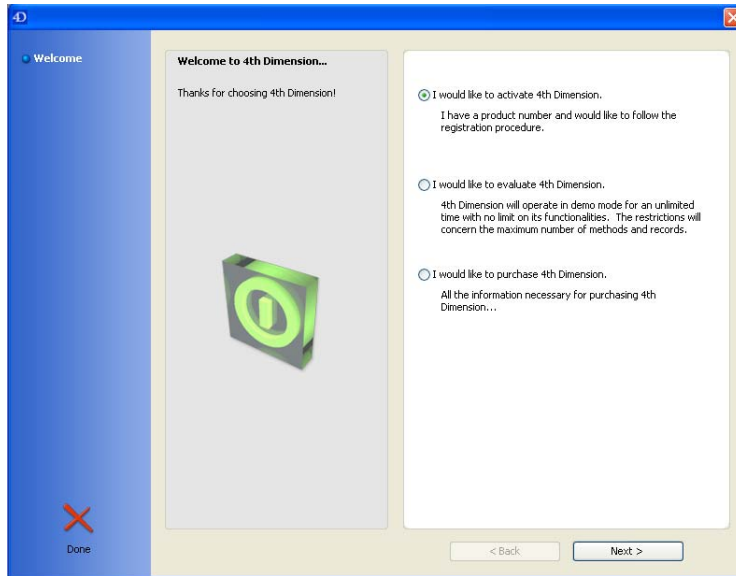 4D
Welcome
Welcome to 4th Dimension...
Thanks for choosing 4th Dimension!
I would like to activate 4th Dimension.
I have a product number and would like to follow the
registration procedure.
I would like to evaluate 4th Dimension.
4th Dimension will operate in demo mode for an unlimited
time with no limit on its functionalities. The restrictions will
concern the maximum number of methods and records.
I would like to purchase 4th Dimension.
All the information necessary for purchasing 4th
Dimension...
Done
< Back
Next >